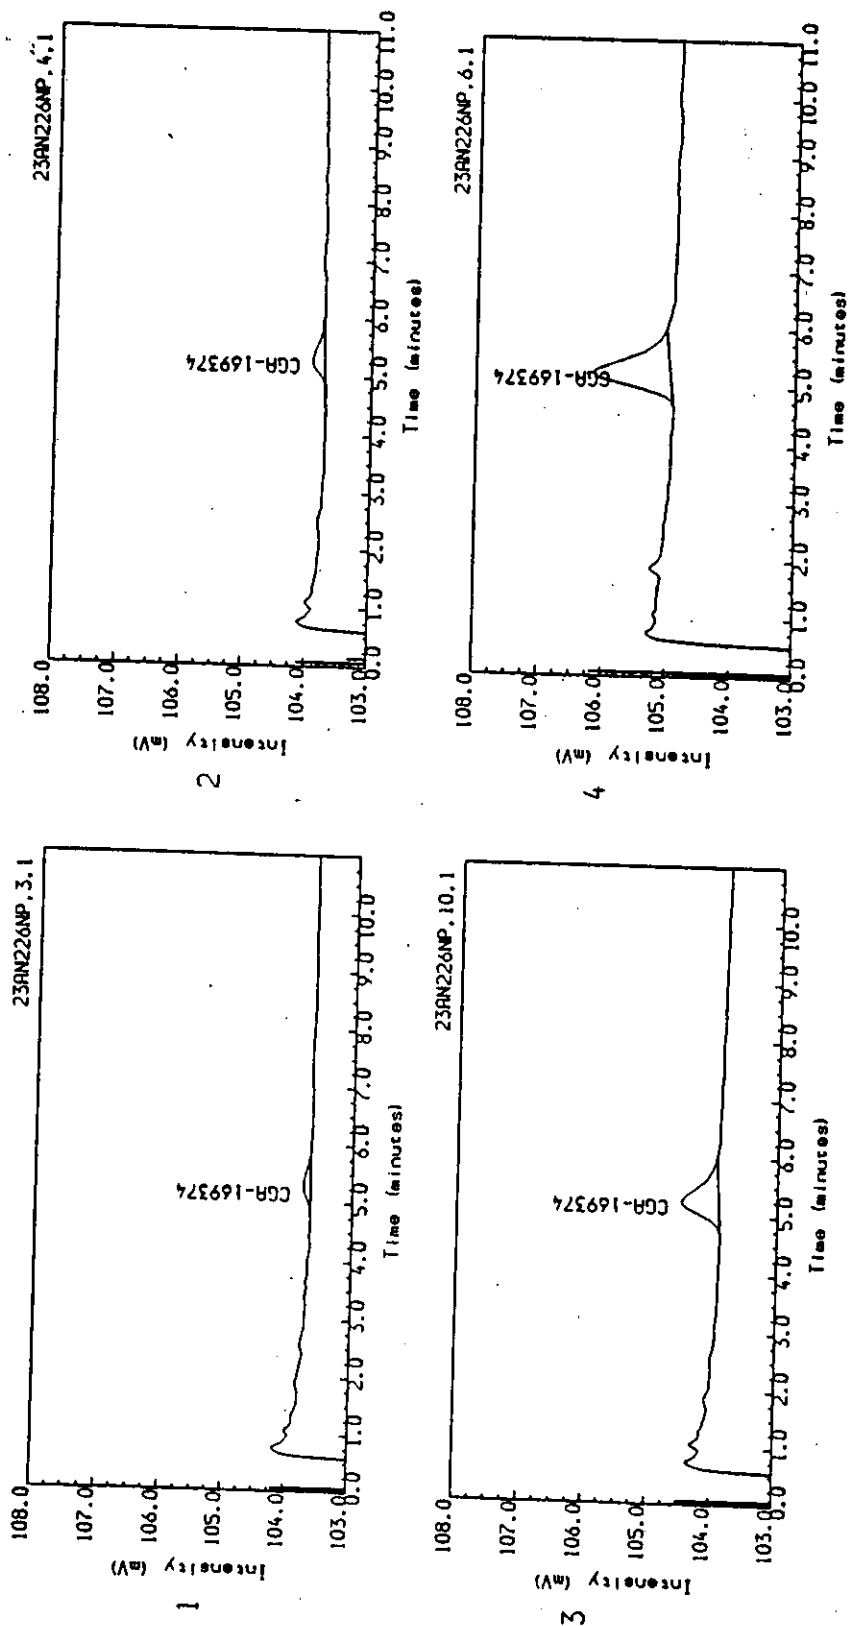 1
23AN226NP,3,1
Intensity (mV)
108.0
107.0
106.0
105.0
104.0
103.0
CGA-169374
0.0 1.0 2.0 3.0 4.0 5.0 6.0 7.0 8.0 9.0 10.0
Time (minutes)
2
23AN226NP,4,1
Intensity (mV)
108.0
107.0
106.0
105.0
104.0
103.0
CGA-169374
0.0 1.0 2.0 3.0 4.0 5.0 6.0 7.0 8.0 9.0 10.0 11.0
Time (minutes)
3
23AN226NP,10,1
Intensity (mV)
108.0
107.0
106.0
105.0
104.0
103.0
CGA-169374
0.0 1.0 2.0 3.0 4.0 5.0 6.0 7.0 8.0 9.0 10.0
Time (minutes)
4
23AN226NP,6,1
Intensity (mV)
108.0
107.0
106.0
105.0
104.0
103.0
CGA-169374
0.0 1.0 2.0 3.0 4.0 5.0 6.0 7.0 8.0 9.0 10.0 11.0
Time (minutes)